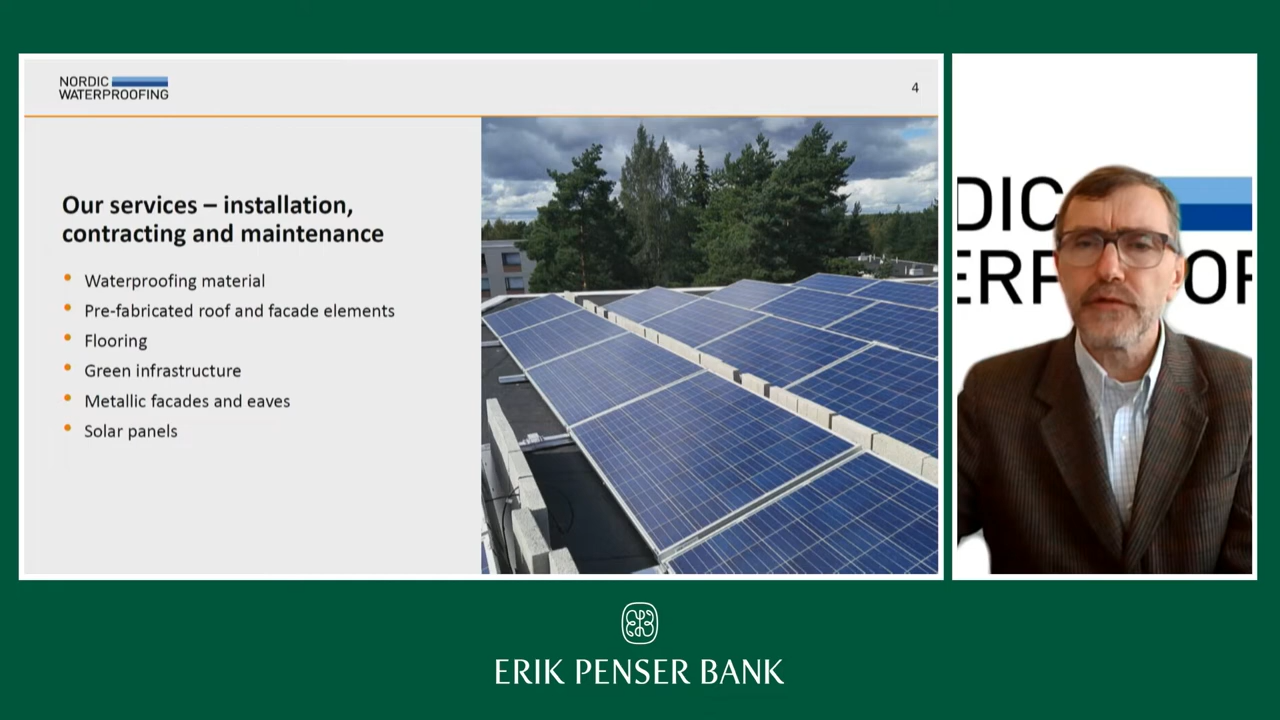 NORDIC
WATERPROOFING
4
Our services – installation,
contracting and maintenance
• Waterproofing material
• Pre-fabricated roof and facade elements
• Flooring
• Green infrastructure
• Metallic facades and eaves
• Solar panels
DIC
ERP OF
ERIK PENSER BANK